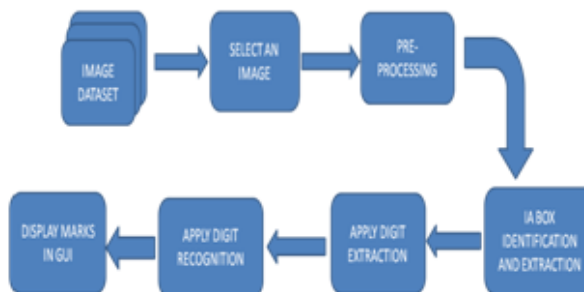 IMAGE
DATASET
SELECT AN
IMAGE
PRE-
PROCESSING
IA BOX
IDENTIFICATION
AND EXTRACTION
APPLY DIGIT
EXTRACTION
APPLY DIGIT
RECOGNITION
DISPLAY MARKS
IN GUI